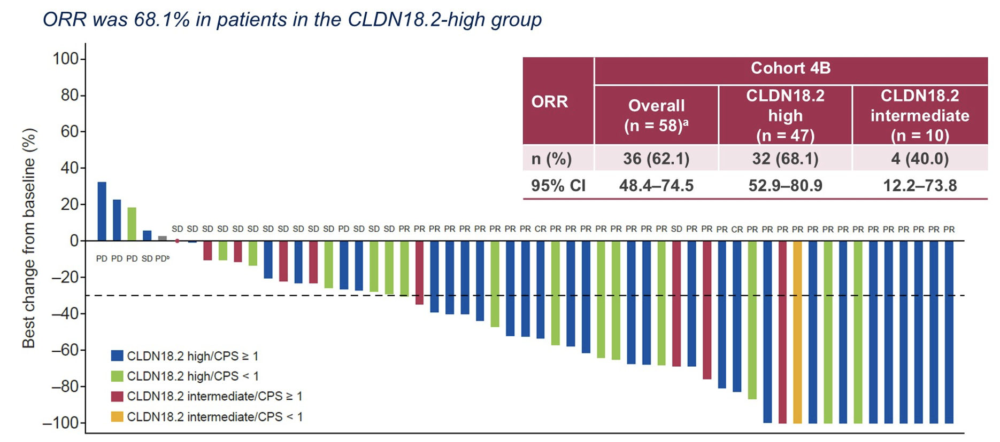 ORR was 68.1% in patients in the CLDN18.2-high group
Best change from baseline (%)
100
80
60
40
20
0
–20
–40
–60
–80
–100
ORR
Cohort 4B
Overall
(n = 58)ᵃ
CLDN18.2
high
(n = 47)
CLDN18.2
intermediate
(n = 10)
n (%) 36 (62.1) 32 (68.1) 4 (40.0)
95% CI 48.4–74.5 52.9–80.9 12.2–73.8
SD SD SD SD SD SD SD SD SD SD SD PD SD SD SD PR PR PR PR PR PR PR PR PR CR PR PR PR PR PR PR PR PR SD PR PR PR CR PR PR PR PR PR PR PR PR PR PR PR PR PR PR
PD PD PD SD PDᵇ
CLDN18.2 high/CPS ≥ 1
CLDN18.2 high/CPS < 1
CLDN18.2 intermediate/CPS ≥ 1
CLDN18.2 intermediate/CPS < 1